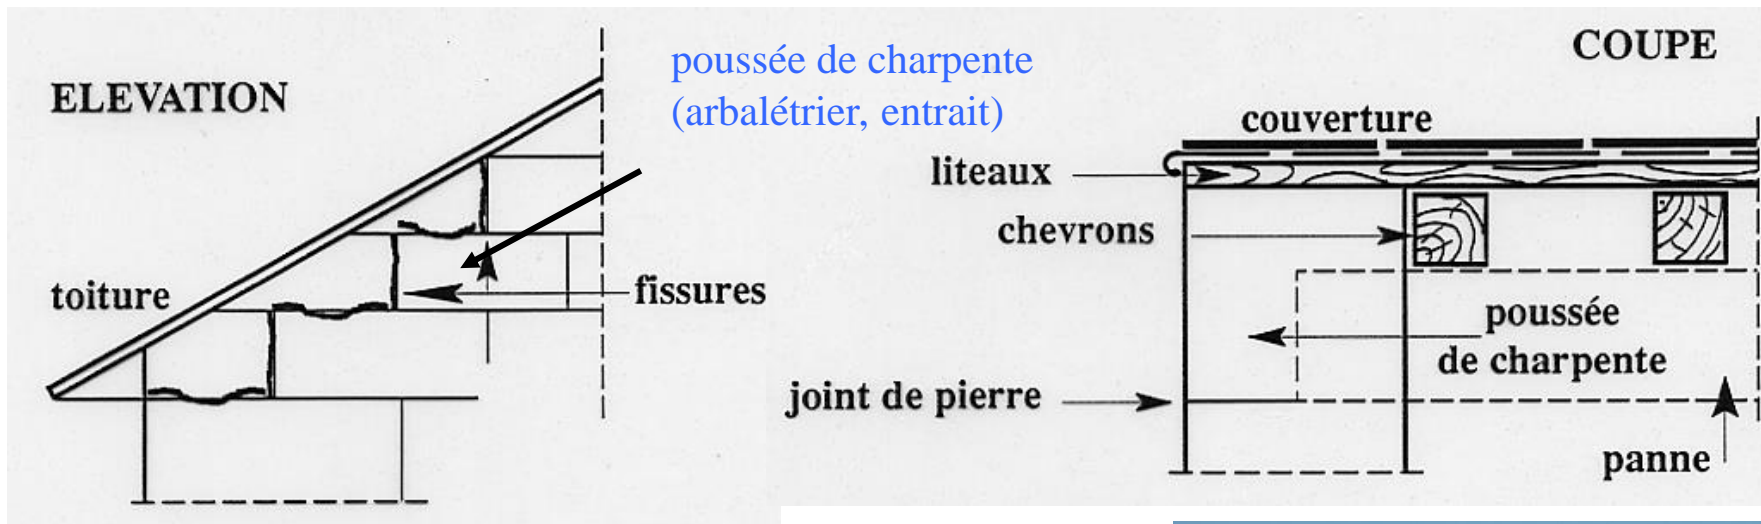 ELEVATION
poussée de charpente
(arbalétrier, entrait)
toiture
fissures
COUPE
couverture
liteaux
chevrons
poussée
de charpente
joint de pierre
panne